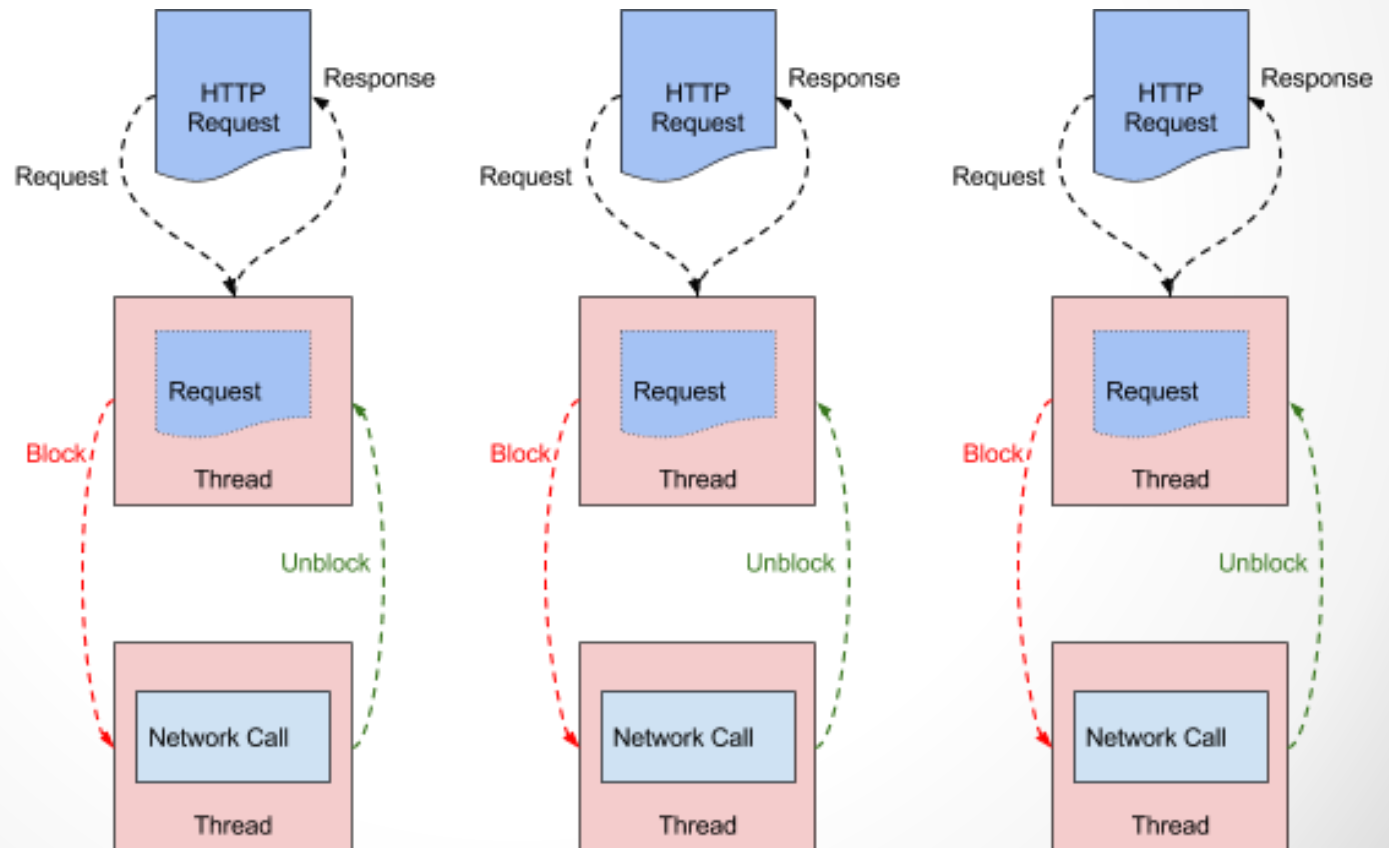 HTTP
Request
Response
Request
HTTP
Request
Response
Request
HTTP
Request
Response
Request
Request
Thread
Block
Unblock
Request
Thread
Block
Unblock
Request
Thread
Block
Unblock
Network Call
Thread
Network Call
Thread
Network Call
Thread